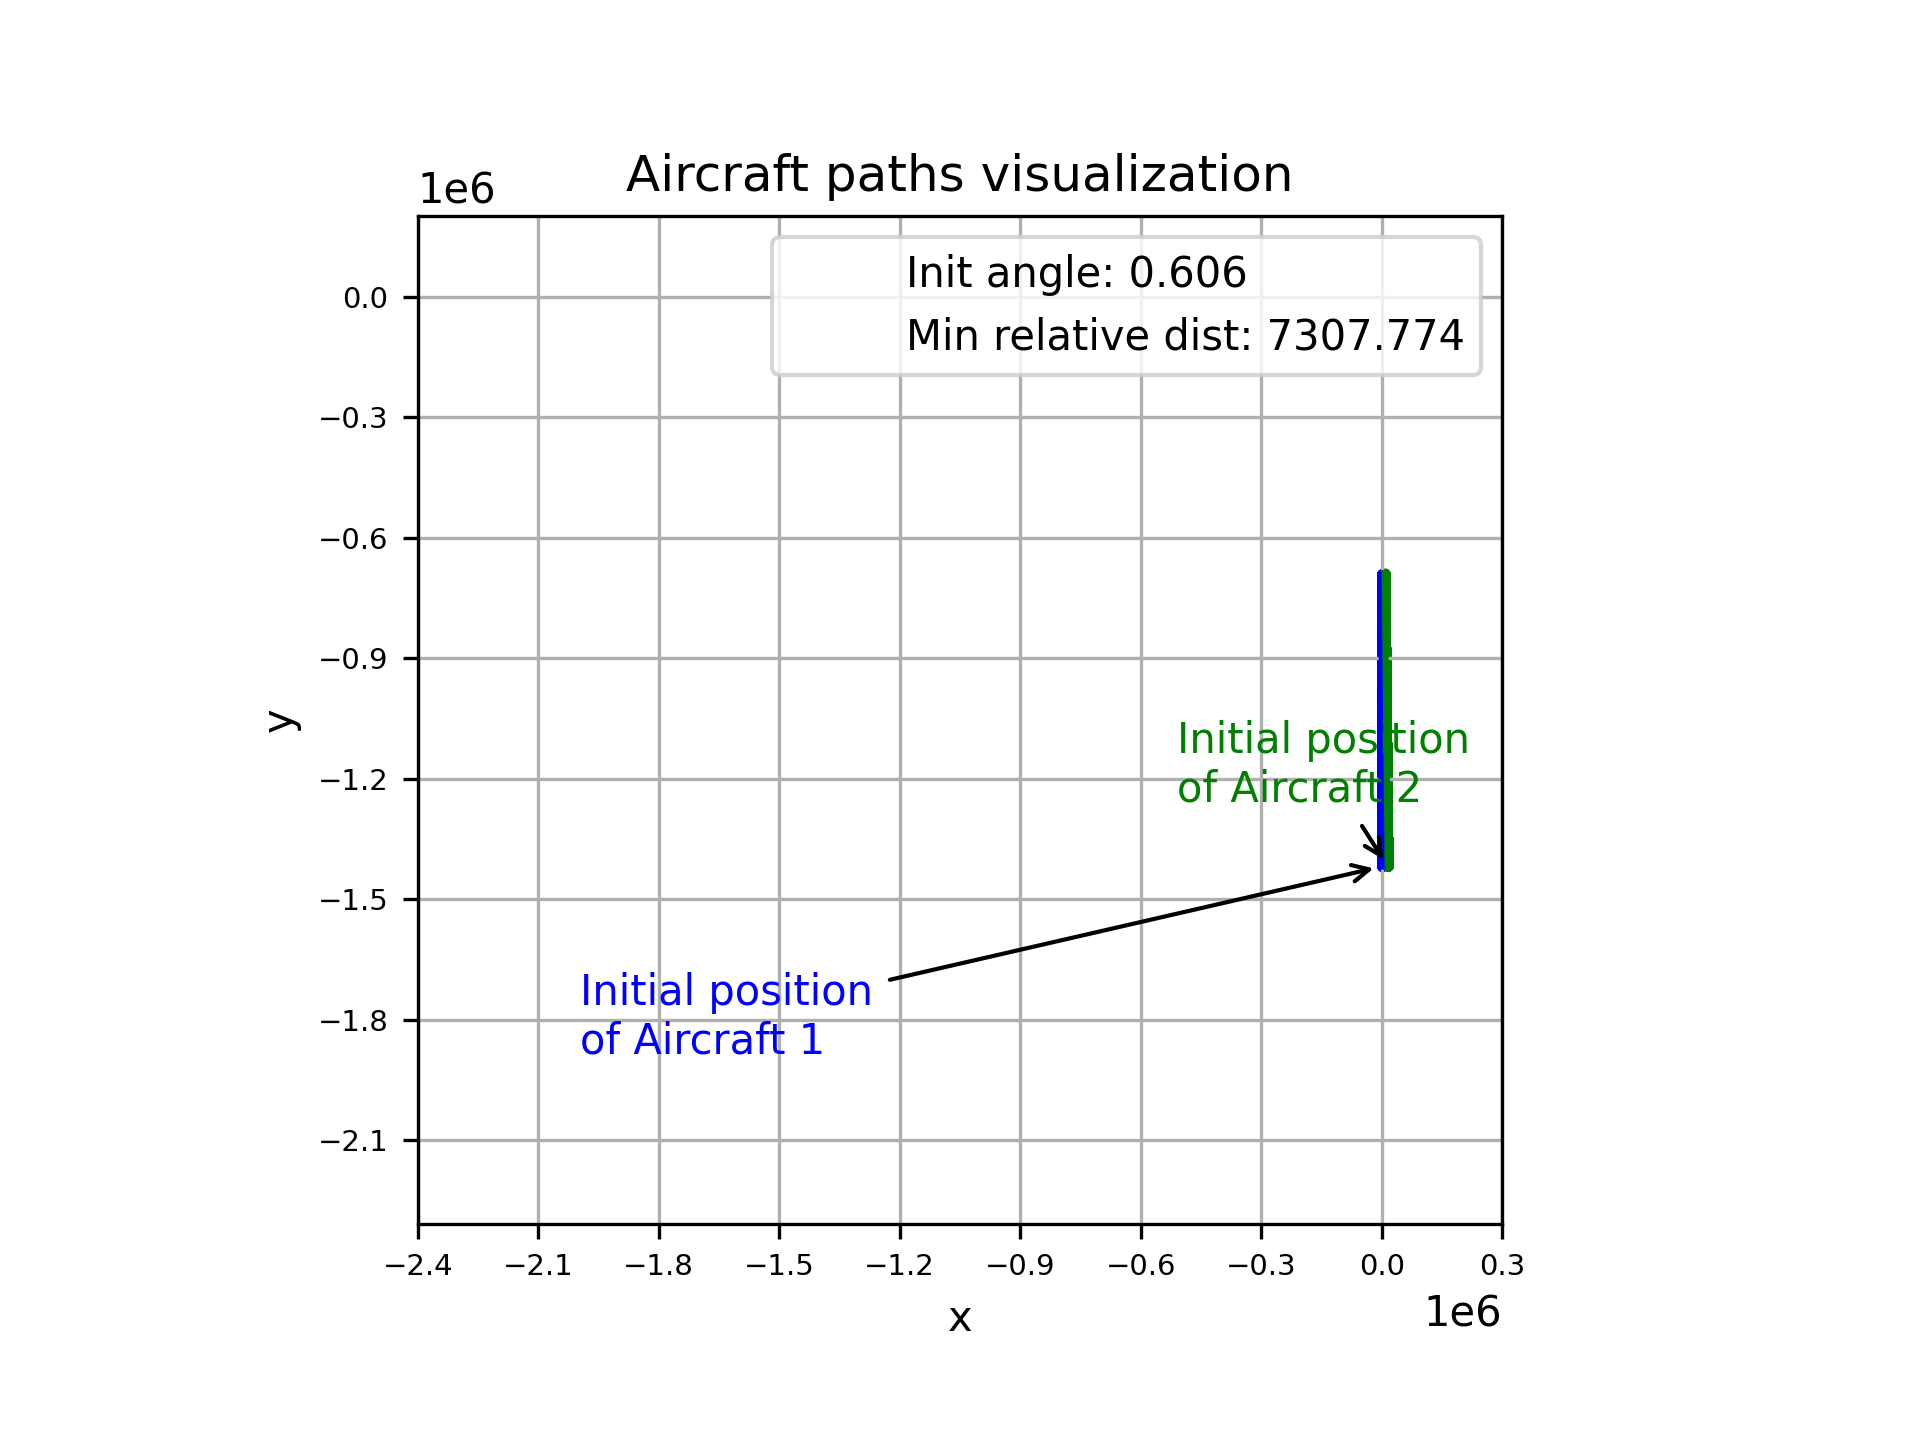 Aircraft paths visualization
1e6
Init angle: 0.606
Min relative dist: 7307.774
0.0
−0.3
−0.6
−0.9
−1.2
−1.5
−1.8
−2.1
y
Initial position
of Aircraft 2
Initial position
of Aircraft 1
−2.4 −2.1 −1.8 −1.5 −1.2 −0.9 −0.6 −0.3 0.0 0.3
x
1e6